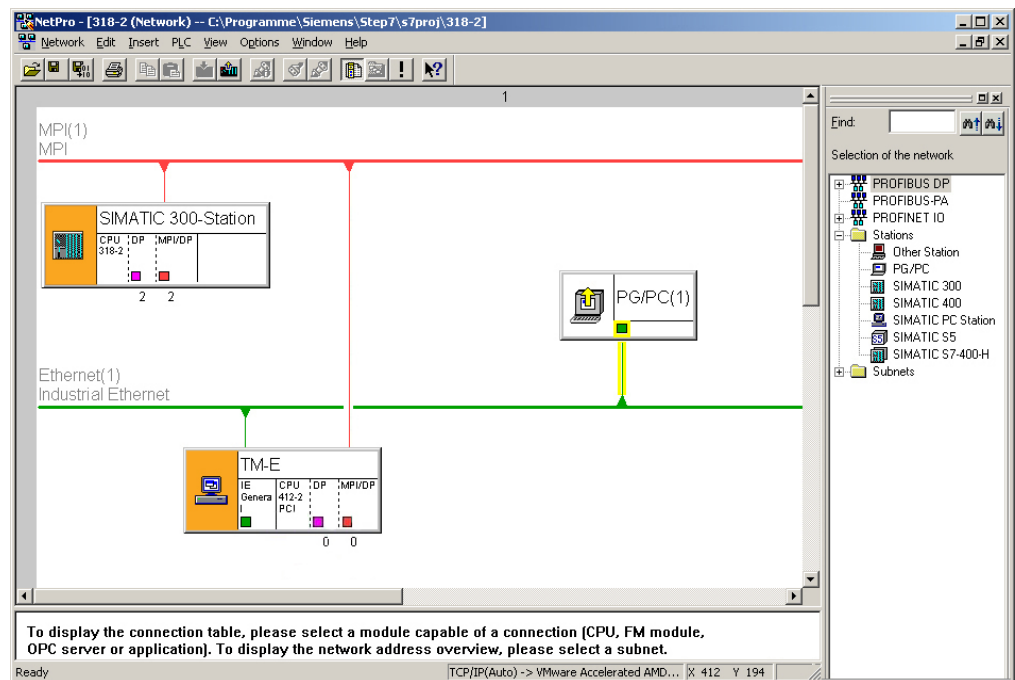 NetPro - [318-2 (Network) -- C:\Programme\Siemens\Step7\s7proj\318-2]
Network Edit Insert PLC View Options Window Help
1
MPI(1)
MPI
SIMATIC 300-Station
CPU DP MPI/DP
318-2
2 2
PG/PC(1)
Ethernet(1)
Industrial Ethernet
TM-E
IE CPU DP MPI/DP
Genera 412-2
l PCI
0 0
Find:
Selection of the network
PROFIBUS DP
PROFIBUS-PA
PROFINET IO
Stations
Other Station
PG/PC
SIMATIC 300
SIMATIC 400
SIMATIC PC Station
S5 SIMATIC S5
SIMATIC S7-400-H
Subnets
To display the connection table, please select a module capable of a connection (CPU, FM module,
OPC server or application). To display the network address overview, please select a subnet.
Ready TCP/IP(Auto) -> VMware Accelerated AMD... X 412 Y 194